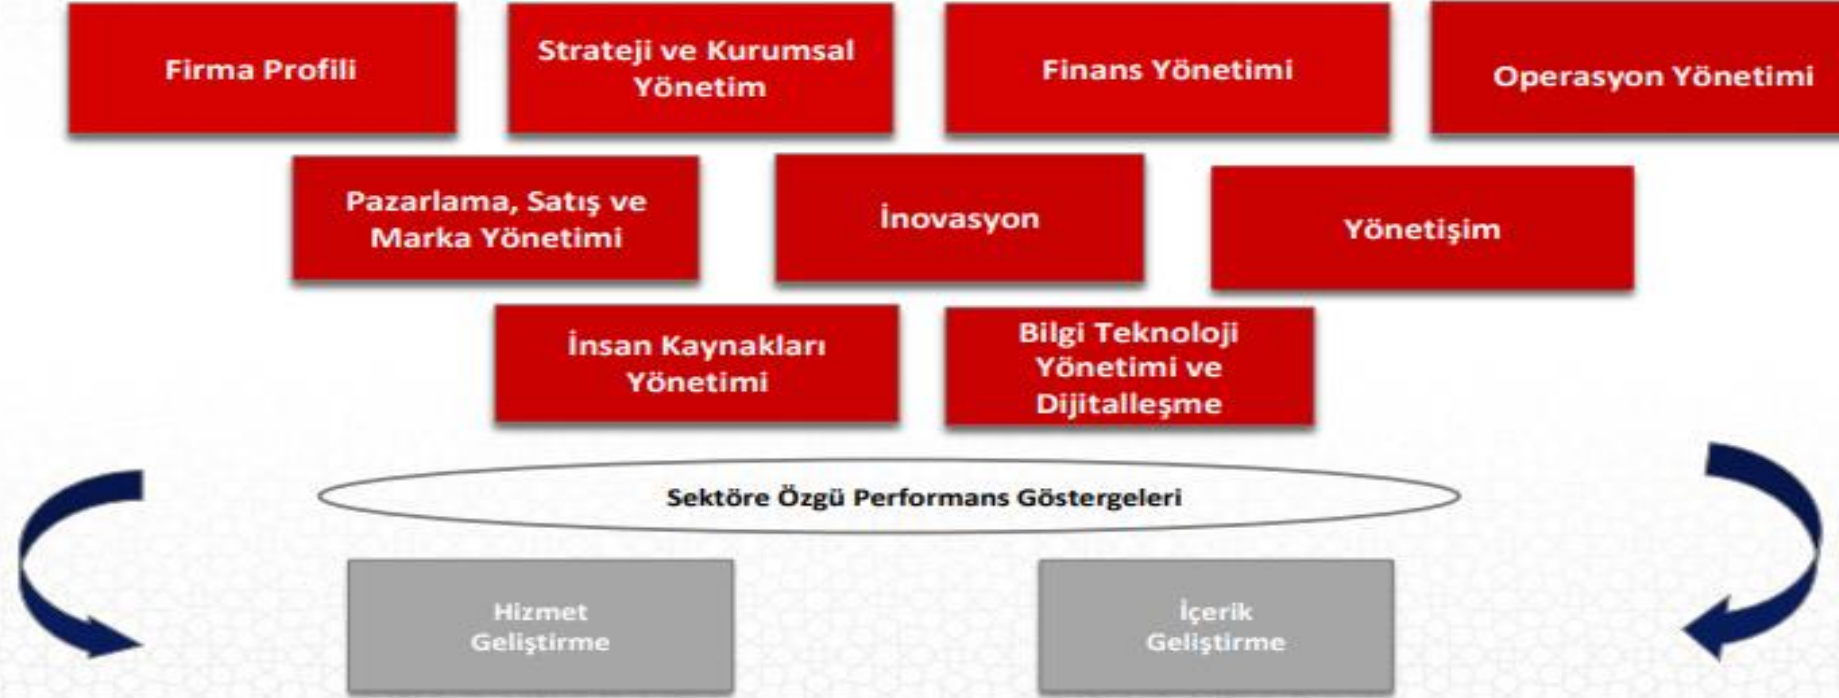 Firma Profili
Strateji ve Kurumsal
Yönetim
Finans Yönetimi
Operasyon Yönetimi
Pazarlama, Satış ve
Marka Yönetimi
İnovasyon
Yönetişim
İnsan Kaynakları
Yönetimi
Bilgi Teknoloji
Yönetimi ve
Dijitalleşme
Sektöre Özgü Performans Göstergeleri
Hizmet
Geliştirme
İçerik
Geliştirme